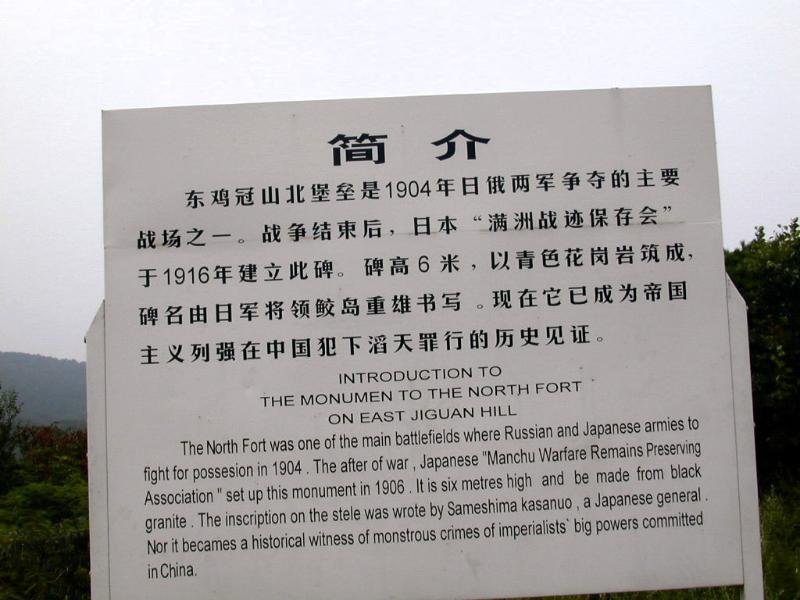 简 介
东鸡冠山北堡垒是1904年日俄两军争夺的主要
战场之一。战争结束后，日本“满洲战迹保存会”
于1916年建立此碑。碑高6米，以青色花岗岩筑成，
碑名由日军将领鲛岛重雄书写。现在它已成为帝国
主义列强在中国犯下滔天罪行的历史见证。
INTRODUCTION TO
THE MONUMEN TO THE NORTH FORT
ON EAST JIGUAN HILL
The North Fort was one of the main battlefields where Russian and Japanese armies to
fight for possesion in 1904 . The after of war , Japanese "Manchu Warfare Remains Preserving
Association " set up this monument in 1906 . It is six metres high and be made from black
granite . The inscription on the stele was wrote by Sameshima kasanuo , a Japanese general .
Nor it becames a historical witness of monstrous crimes of imperialists` big powers committed
in China.